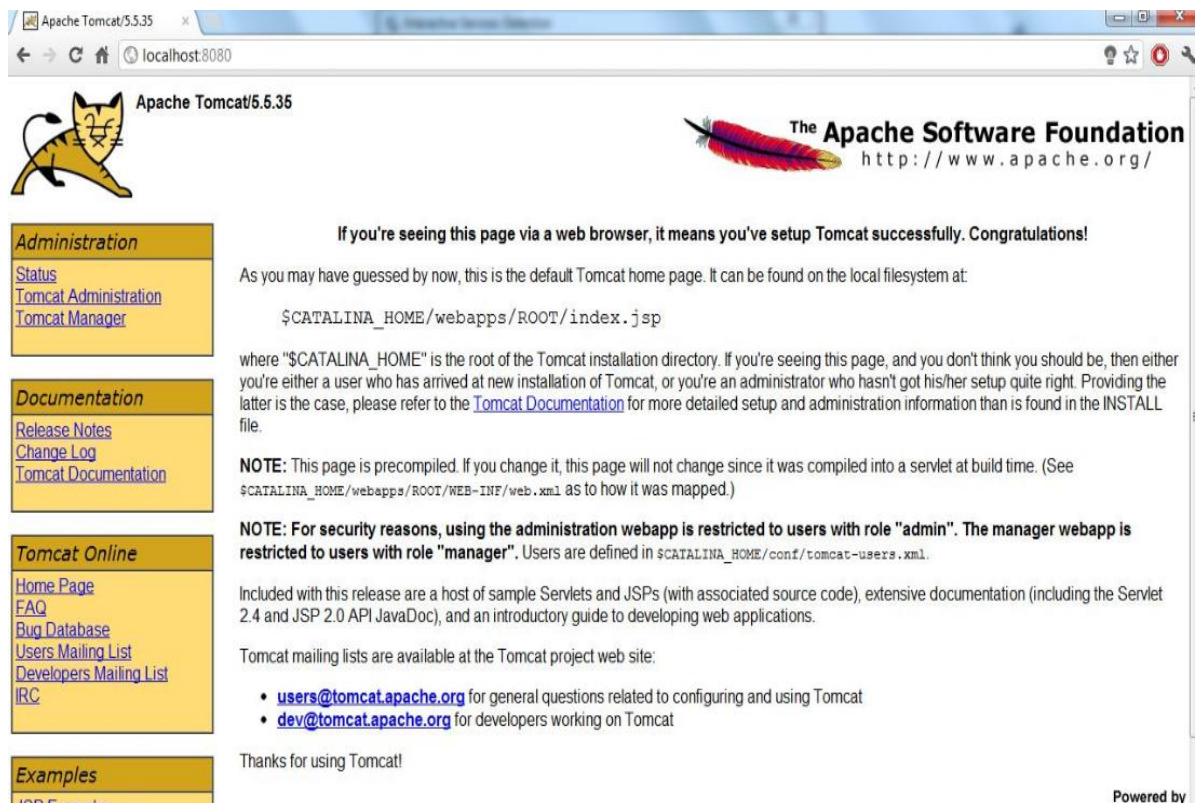 Apache Tomcat/5.5.35
localhost:8080
Apache Tomcat/5.5.35
The Apache Software Foundation
http://www.apache.org/
Administration
Status
Tomcat Administration
Tomcat Manager
Documentation
Release Notes
Change Log
Tomcat Documentation
Tomcat Online
Home Page
FAQ
Bug Database
Users Mailing List
Developers Mailing List
IRC
Examples
If you're seeing this page via a web browser, it means you've setup Tomcat successfully. Congratulations!
As you may have guessed by now, this is the default Tomcat home page. It can be found on the local filesystem at:
$CATALINA_HOME/webapps/ROOT/index.jsp
where "$CATALINA_HOME" is the root of the Tomcat installation directory. If you're seeing this page, and you don't think you should be, then either
you're either a user who has arrived at new installation of Tomcat, or you're an administrator who hasn't got his/her setup quite right. Providing the
latter is the case, please refer to the Tomcat Documentation for more detailed setup and administration information than is found in the INSTALL
file.
NOTE: This page is precompiled. If you change it, this page will not change since it was compiled into a servlet at build time. (See
$CATALINA_HOME/webapps/ROOT/WEB-INF/web.xml as to how it was mapped.)
NOTE: For security reasons, using the administration webapp is restricted to users with role "admin". The manager webapp is
restricted to users with role "manager". Users are defined in $CATALINA_HOME/conf/tomcat-users.xml.
Included with this release are a host of sample Servlets and JSPs (with associated source code), extensive documentation (including the Servlet
2.4 and JSP 2.0 API JavaDoc), and an introductory guide to developing web applications.
Tomcat mailing lists are available at the Tomcat project web site:
• users@tomcat.apache.org for general questions related to configuring and using Tomcat
• dev@tomcat.apache.org for developers working on Tomcat
Thanks for using Tomcat!
Powered by